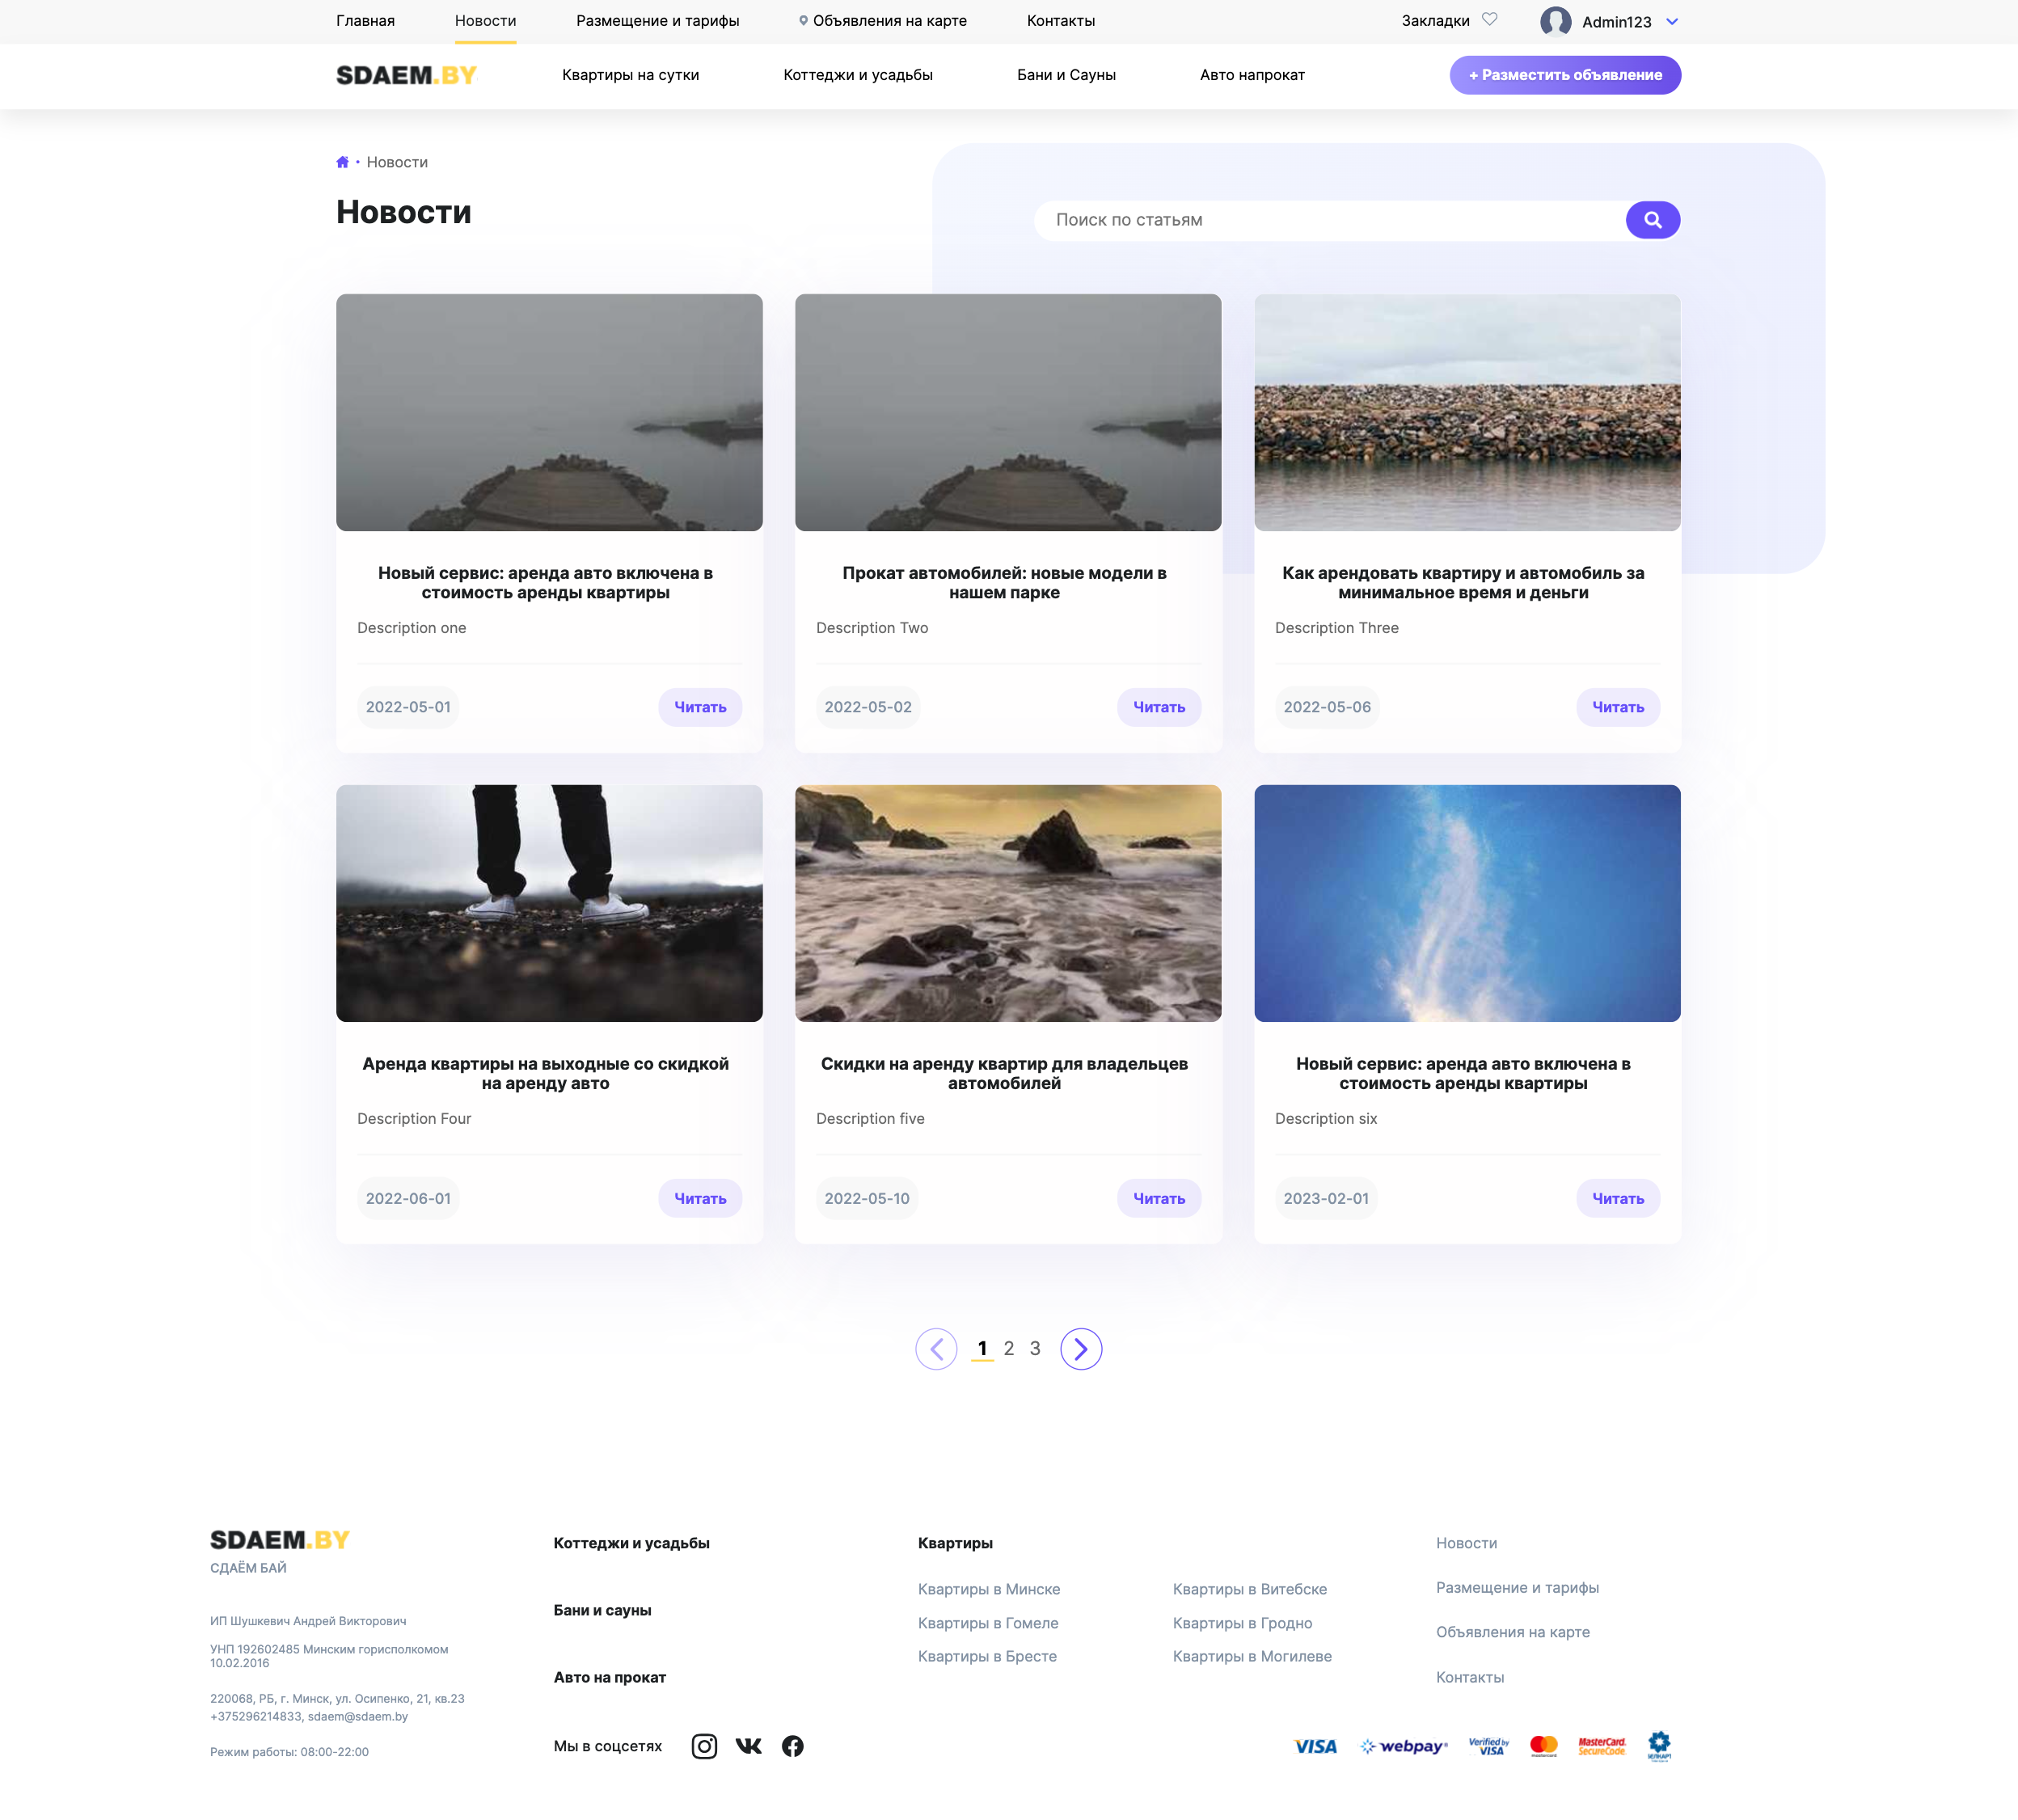 Главная Новости Размещение и тарифы Объявления на карте Контакты Закладки Admin123
SDAEM.BY Квартиры на сутки Коттеджи и усадьбы Бани и Сауны Авто напрокат + Разместить объявление
• Новости
Новости
Поиск по статьям
Новый сервис: аренда авто включена в
стоимость аренды квартиры
Description one
2022-05-01 Читать
Прокат автомобилей: новые модели в
нашем парке
Description Two
2022-05-02 Читать
Как арендовать квартиру и автомобиль за
минимальное время и деньги
Description Three
2022-05-06 Читать
Аренда квартиры на выходные со скидкой
на аренду авто
Description Four
2022-06-01 Читать
Скидки на аренду квартир для владельцев
автомобилей
Description five
2022-05-10 Читать
Новый сервис: аренда авто включена в
стоимость аренды квартиры
Description six
2023-02-01 Читать
1 2 3
SDAEM.BY
СДАЁМ БАЙ
ИП Шушкевич Андрей Викторович
УНП 192602485 Минским горисполкомом
10.02.2016
220068, РБ, г. Минск, ул. Осипенко, 21, кв.23
+375296214833, sdaem@sdaem.by
Режим работы: 08:00-22:00
Коттеджи и усадьбы
Бани и сауны
Авто на прокат
Квартиры
Квартиры в Минске
Квартиры в Гомеле
Квартиры в Бресте
Квартиры в Витебске
Квартиры в Гродно
Квартиры в Могилеве
Новости
Размещение и тарифы
Объявления на карте
Контакты
Мы в соцсетях
VISA
webpay
Verified by
VISA
mastercard
MasterCard.
SecureCode.
БЕЛКАРТ